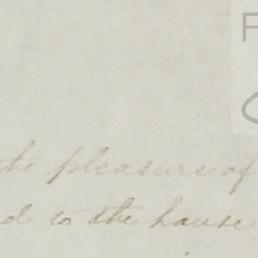 the pleasure of
d to the house